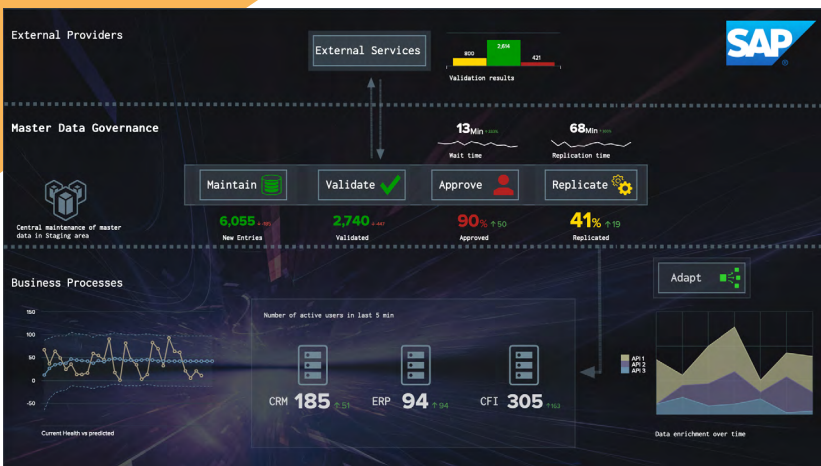 External Providers
External Services
800
2,614
421
Validation results
SAP
®
Master Data Governance
13Min
Wait time
68Min
Replication time
Maintain
Validate
Approve
Replicate
Central maintenance of master
data in Staging area
6,055
New Entries
2,740
Validated
90% ↑50
Approved
41% ↑19
Replicated
Business Processes
Adapt
150
100
50
0
-50
Current Health vs predicted
Number of active users in last 5 min
CRM 185 ↑51
ERP 94 ↑94
CFI 305 ↑163
API 1
API 2
API 3
Data enrichment over time